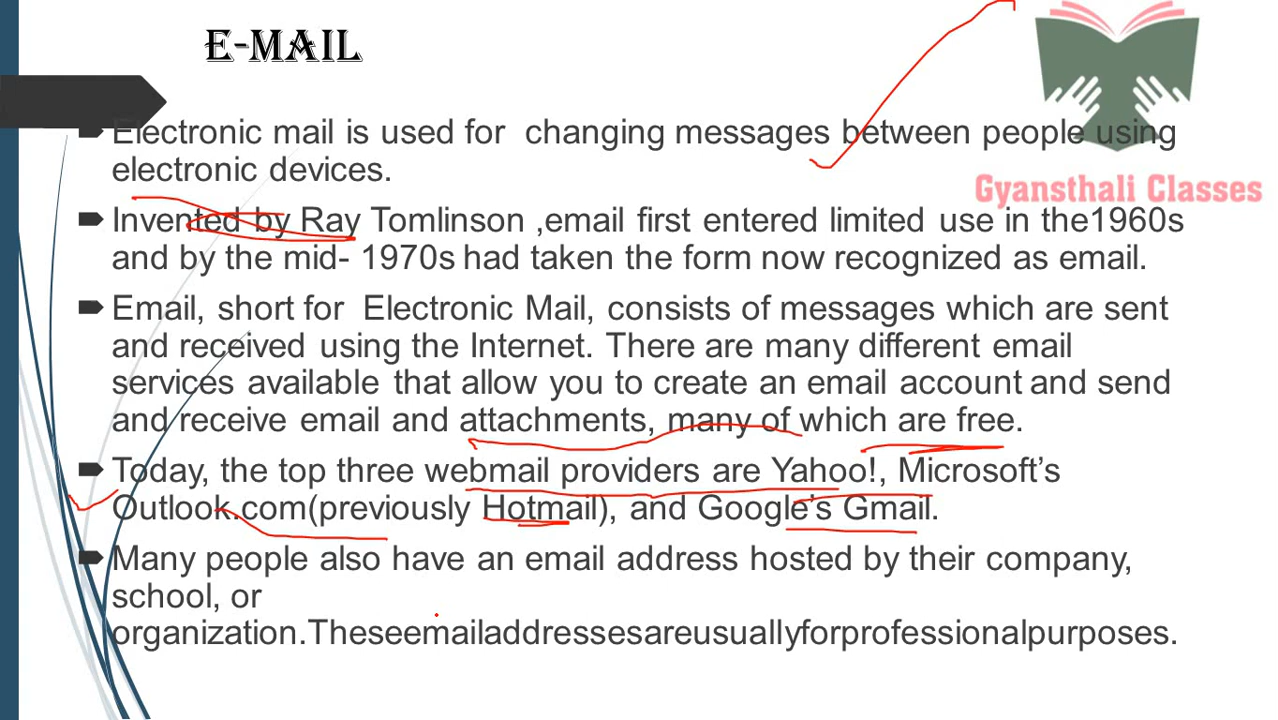 E-MAIL
Electronic mail is used for changing messages between people using
electronic devices.
Invented by Ray Tomlinson ,email first entered limited use in the1960s
and by the mid- 1970s had taken the form now recognized as email.
Email, short for Electronic Mail, consists of messages which are sent
and received using the Internet. There are many different email
services available that allow you to create an email account and send
and receive email and attachments, many of which are free.
Today, the top three webmail providers are Yahoo!, Microsoft’s
Outlook.com(previously Hotmail), and Google’s Gmail.
Many people also have an email address hosted by their company,
school, or
organization.Theseemailaddressesareusuallyforprofessionalpurposes.
Gyansthali Classes